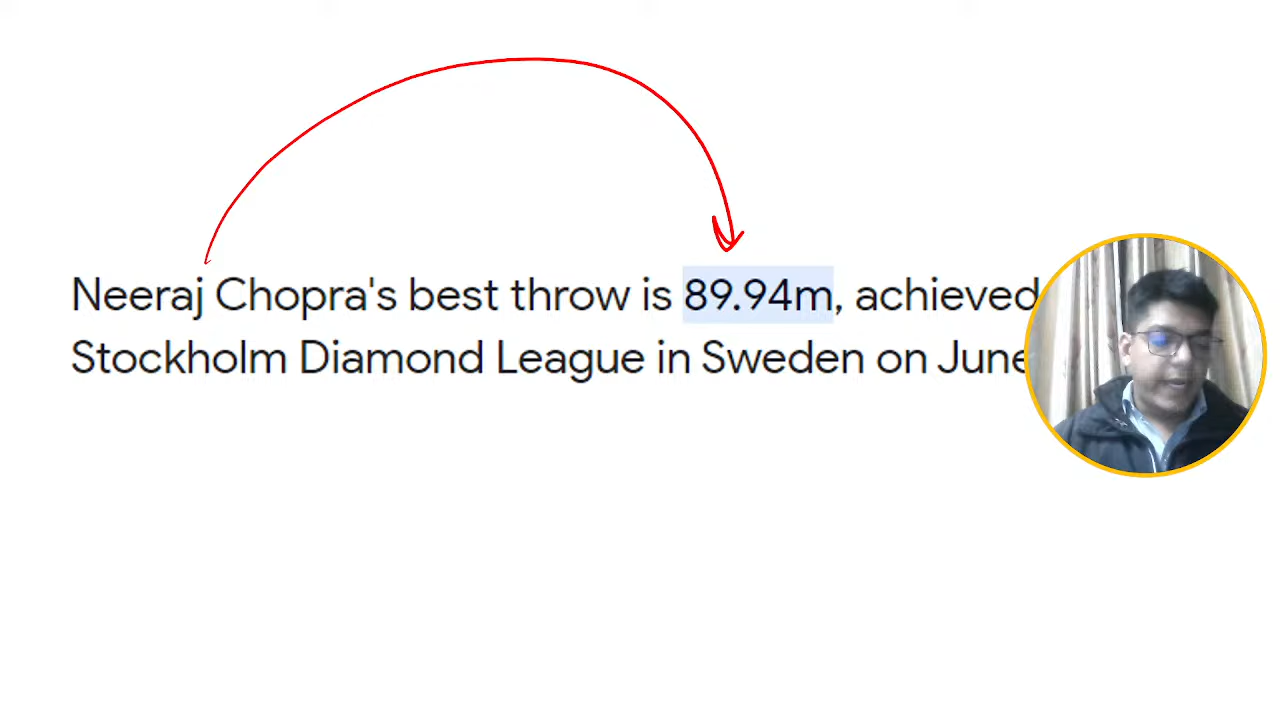 Neeraj Chopra's best throw is 89.94m, achieved
Stockholm Diamond League in Sweden on June